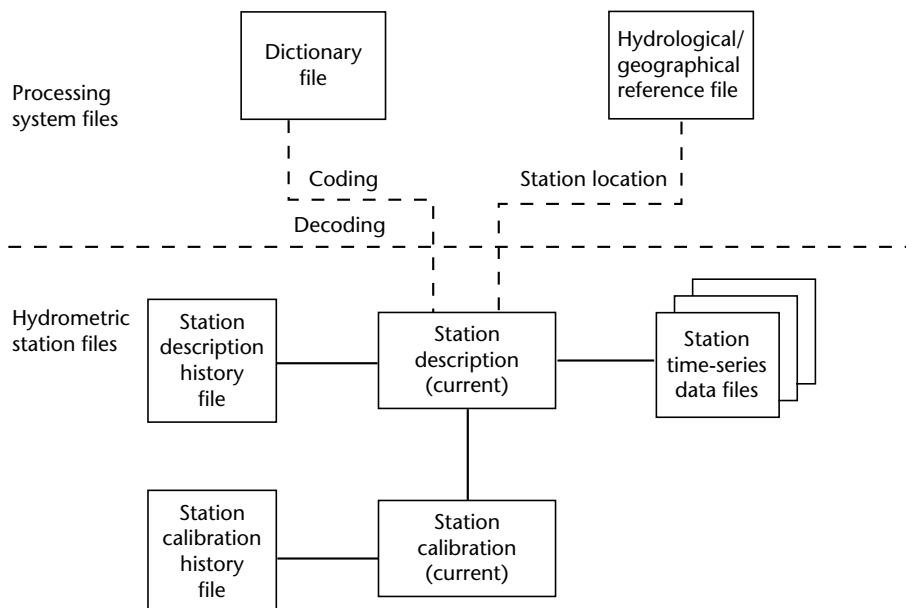 Dictionary
file
Hydrological/
geographical
reference file
Processing
system files
Coding
Station location
Decoding
Hydrometric
station files
Station
description
history
file
Station
description
(current)
Station
time-series
data files
Station
calibration
history
file
Station
calibration
(current)